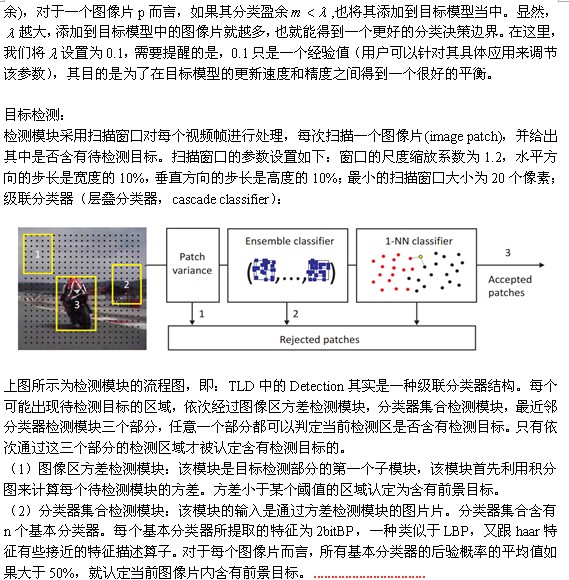 余)，对于一个图像片 p 而言，如果其分类盈余 m < λ ,也将其添加到目标模型当中。显然，
λ 越大，添加到目标模型中的图像片就越多，也就能得到一个更好的分类决策边界。在这里，
我们将 λ 设置为 0.1，需要提醒的是，0.1 只是一个经验值（用户可以针对其具体应用来调节
该参数），其目的是为了在目标模型的更新速度和精度之间得到一个很好的平衡。
目标检测：
检测模块采用扫描窗口对每个视频帧进行处理，每次扫描一个图像片(image patch)，并给出
其中是否含有待检测目标。扫描窗口的参数设置如下：窗口的尺度缩放系数为 1.2，水平方
向的步长是宽度的 10%，垂直方向的步长是高度的 10%；最小的扫描窗口大小为 20 个像素；
级联分类器（层叠分类器，cascade classifier）：
1
2
3
Patch
variance
Ensemble classifier
(,...,)
1-NN classifier
3
Accepted
patches
1
2
Rejected patches
上图所示为检测模块的流程图，即：TLD 中的 Detection 其实是一种级联分类器结构。每个
可能出现待检测目标的区域，依次经过图像区方差检测模块，分类器集合检测模块，最近邻
分类器检测模块三个部分，任意一个部分都可以判定当前检测区是否含有检测目标。只有依
次通过这三个部分的检测区域才被认定含有检测目标的。
（1）图像区方差检测模块：该模块是目标检测部分的第一个子模块，该模块首先利用积分
图来计算每个待检测模块的方差。方差小于某个阈值的区域认定为含有前景目标。
（2）分类器集合检测模块：该模块的输入是通过方差检测模块的图片片。分类器集合含有
n 个基本分类器。每个基本分类器所提取的特征为 2bitBP，一种类似于 LBP，又跟 haar 特
征有些接近的特征描述算子。对于每个图像片而言，所有基本分类器的后验概率的平均值如
果大于 50%，就认定当前图像片内含有前景目标。